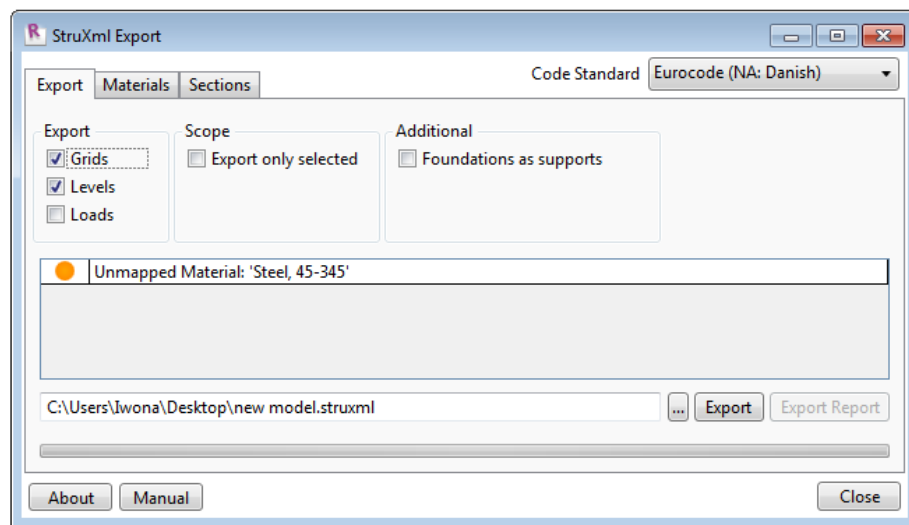 StruXml Export
Code Standard Eurocode (NA: Danish)
Export Materials Sections
Export Scope Additional
Grids Export only selected Foundations as supports
Levels
Loads
Unmapped Material: 'Steel, 45-345'
C:\Users\Iwona\Desktop\new model.struxml ... Export Export Report
About Manual Close